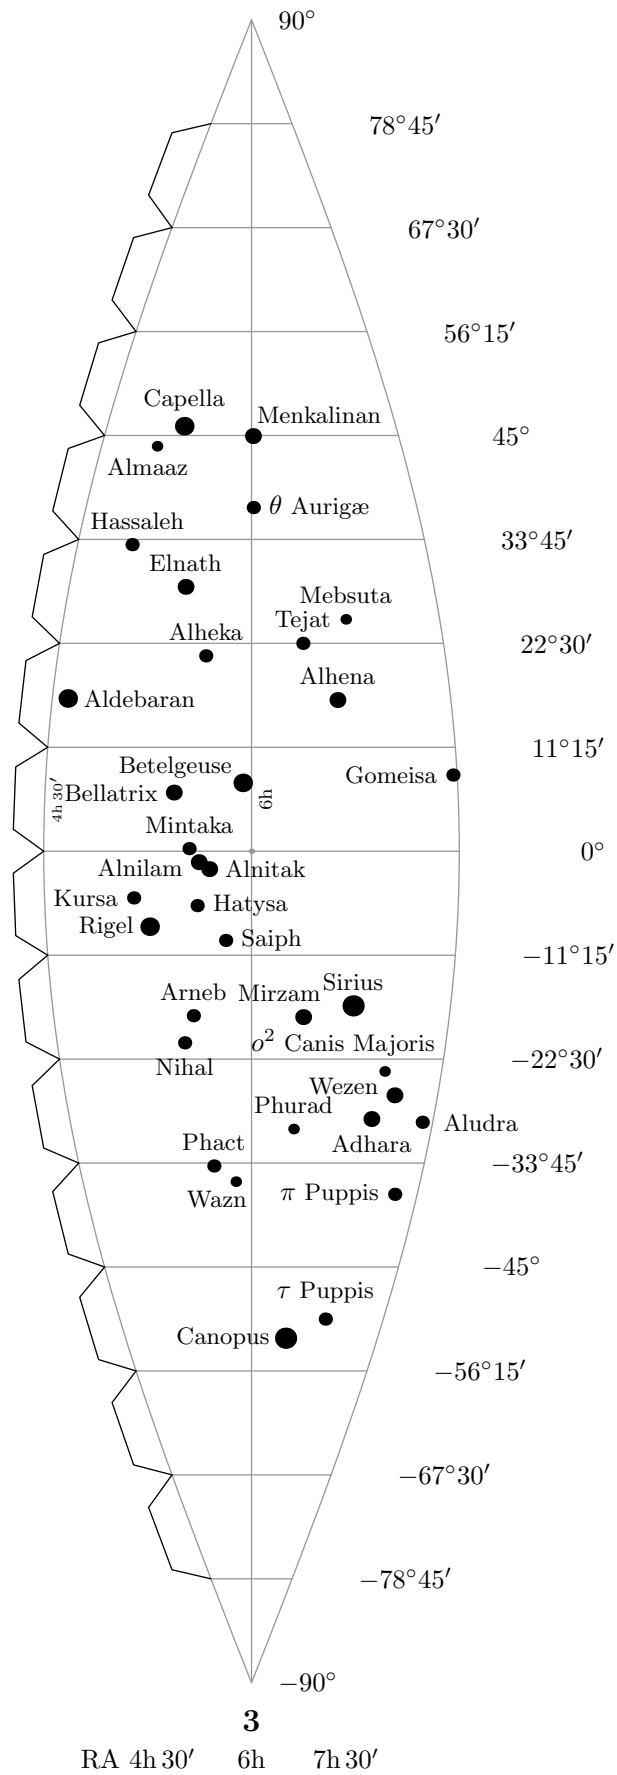 90°
78°45′
67°30′
56°15′
Capella
Menkalinan
45°
Almaaz
θ Aurigæ
Hassaleh
33°45′
Elnath
Mebsuta
Tejat
Alheka
22°30′
Alhena
Aldebaran
11°15′
Betelgeuse
Gomeisa
4h 30′
Bellatrix
6h
Mintaka
0°
Alnilam
Alnitak
Kursa
Hatysa
Rigel
Saiph
−11°15′
Sirius
Arneb
Mirzam
ο² Canis Majoris
−22°30′
Nihal
Wezen
Phurad
Aludra
Adhara
Phact
−33°45′
Wazn
π Puppis
−45°
τ Puppis
Canopus
−56°15′
−67°30′
−78°45′
−90°
3
RA 4h 30′ 6h 7h 30′